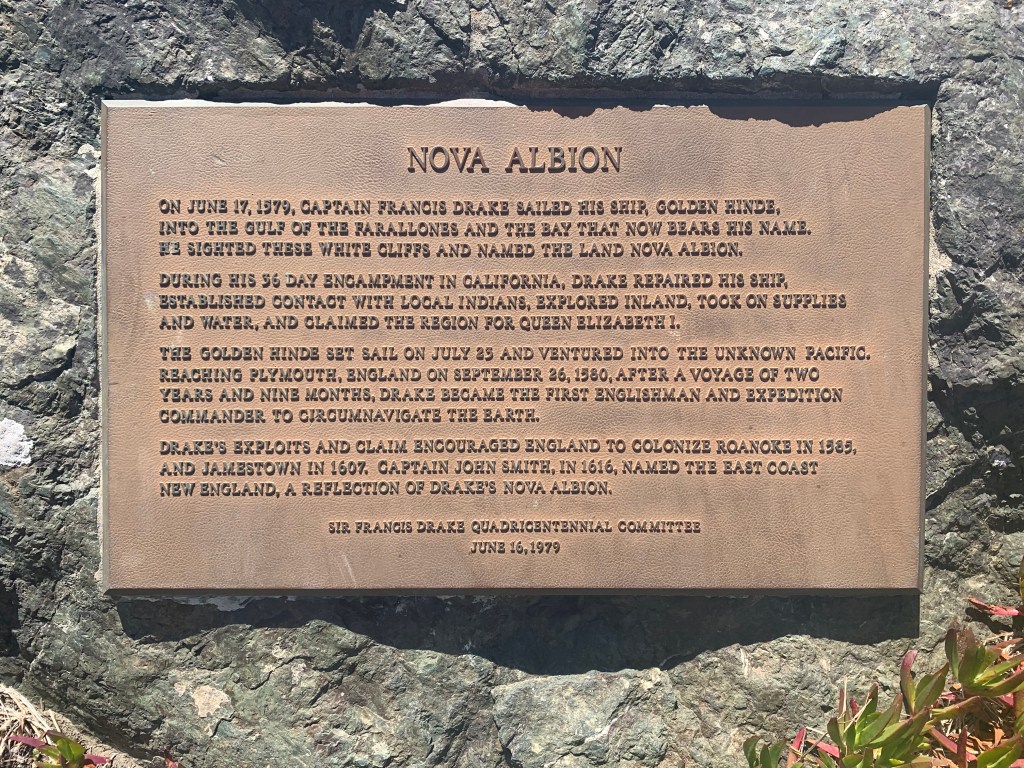 NOVA ALBION
ON JUNE 17, 1579, CAPTAIN FRANCIS DRAKE SAILED HIS SHIP, GOLDEN HINDE,
INTO THE GULF OF THE FARALLONES AND THE BAY THAT NOW BEARS HIS NAME.
HE SIGHTED THESE WHITE CLIFFS AND NAMED THE LAND NOVA ALBION.
DURING HIS 36 DAY ENCAMPMENT IN CALIFORNIA, DRAKE REPAIRED HIS SHIP,
ESTABLISHED CONTACT WITH LOCAL INDIANS, EXPLORED INLAND, TOOK ON SUPPLIES
AND WATER, AND CLAIMED THE REGION FOR QUEEN ELIZABETH I.
THE GOLDEN HINDE SET SAIL ON JULY 23 AND VENTURED INTO THE UNKNOWN PACIFIC.
REACHING PLYMOUTH, ENGLAND ON SEPTEMBER 26, 1580, AFTER A VOYAGE OF TWO
YEARS AND NINE MONTHS, DRAKE BECAME THE FIRST ENGLISHMAN AND EXPEDITION
COMMANDER TO CIRCUMNAVIGATE THE EARTH.
DRAKE'S EXPLOITS AND CLAIM ENCOURAGED ENGLAND TO COLONIZE ROANOKE IN 1585,
AND JAMESTOWN IN 1607. CAPTAIN JOHN SMITH, IN 1616, NAMED THE EAST COAST
NEW ENGLAND, A REFLECTION OF DRAKE'S NOVA ALBION.
SIR FRANCIS DRAKE QUADRICENTENNIAL COMMITTEE
JUNE 16, 1979